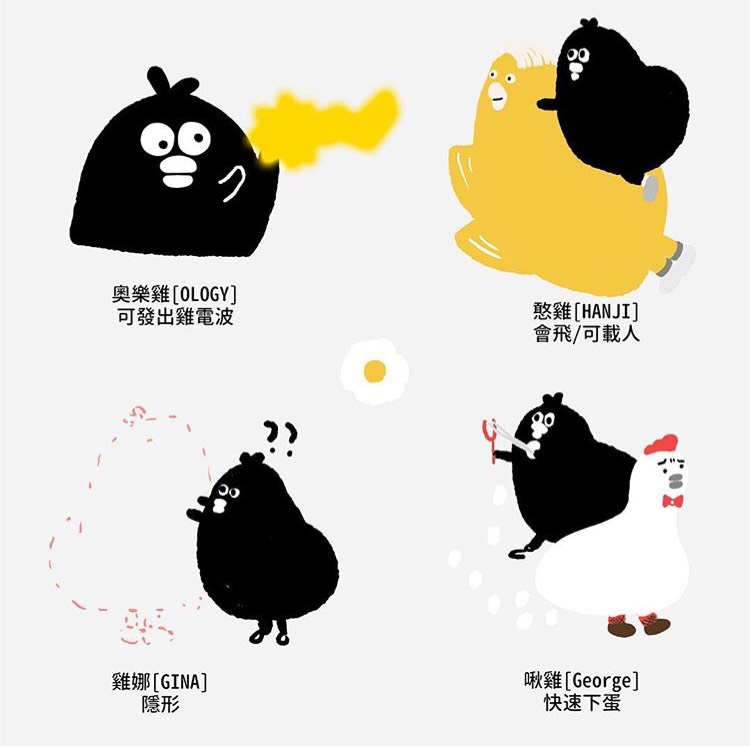 奧樂雞[OLOGY]
可發出雞電波
憨雞[HANJI]
會飛/可載人
??
雞娜[GINA]
隱形
啾雞[George]
快速下蛋